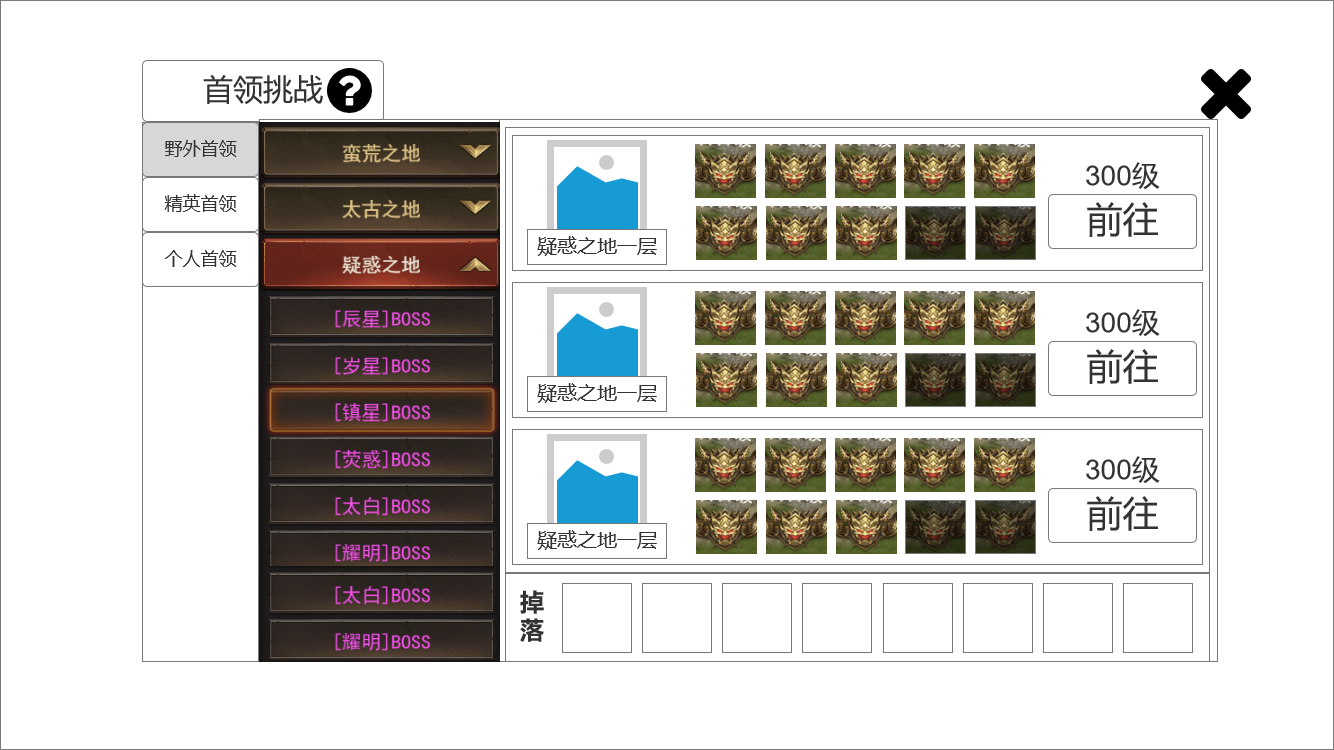 首领挑战?
野外首领
精英首领
个人首领
蛮荒之地
太古之地
疑惑之地
[辰星]BOSS
[岁星]BOSS
[镇星]BOSS
[荧惑]BOSS
[太白]BOSS
[耀明]BOSS
[太白]BOSS
[耀明]BOSS
疑惑之地一层
300级
前往
疑惑之地一层
300级
前往
疑惑之地一层
300级
前往
掉
落